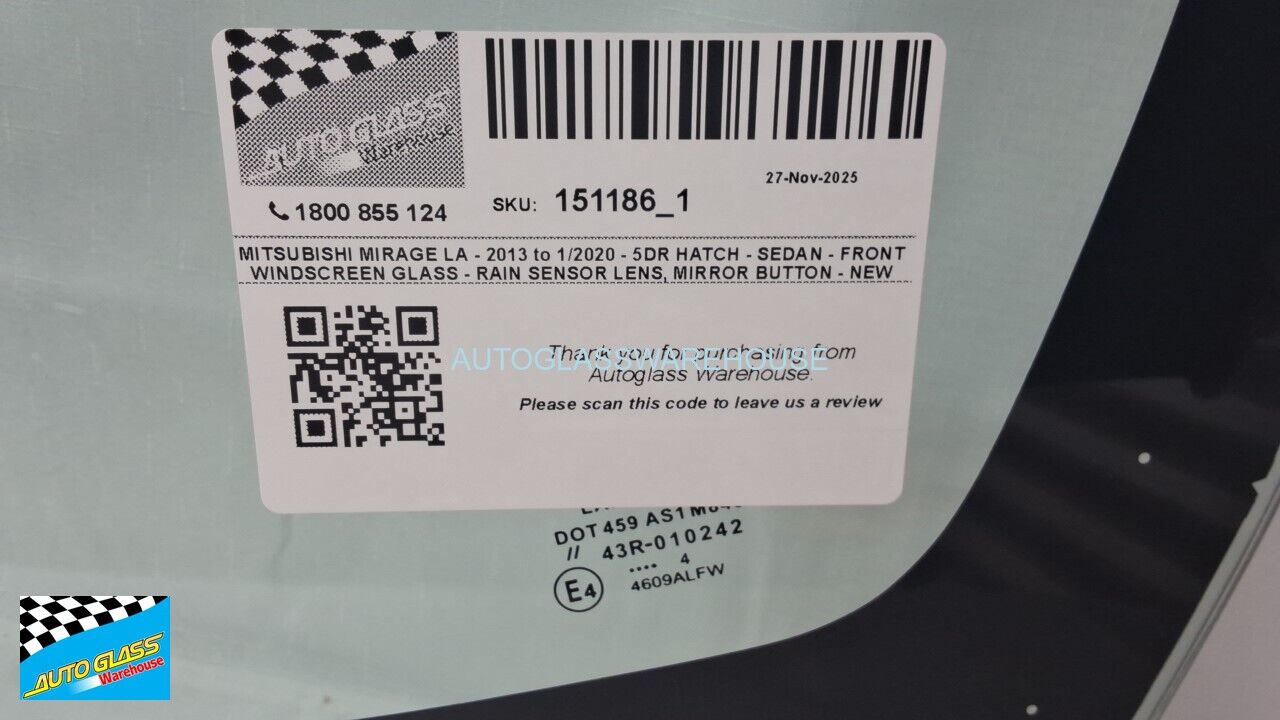 AUTO GLASS
Warehouse
1800 855 124
27-Nov-2025
SKU: 151186_1
MITSUBISHI MIRAGE LA - 2013 to 1/2020 - 5DR HATCH - SEDAN - FRONT
WINDSCREEN GLASS - RAIN SENSOR LENS, MIRROR BUTTON - NEW
AUTOGLASSWAREHOUSE
Thank you for purchasing from
Autoglass Warehouse.
Please scan this code to leave us a review
DOT 459 AS1
// 43R-010242
.... 4
E4 4609ALFW
AUTO GLASS
Warehouse